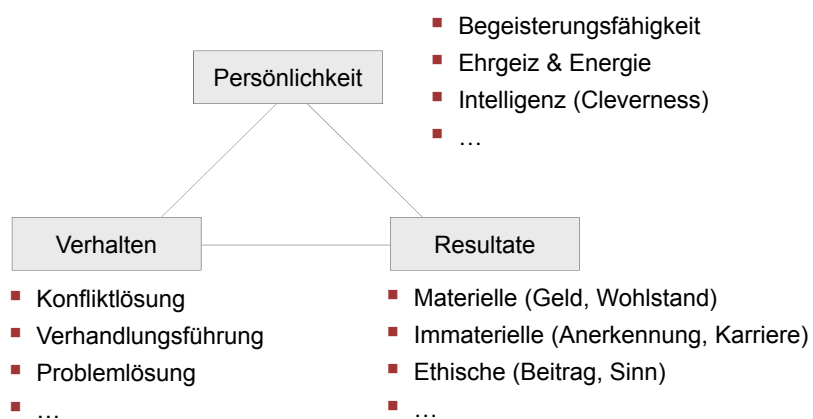 Persönlichkeit
■ Begeisterungsfähigkeit
■ Ehrgeiz & Energie
■ Intelligenz (Cleverness)
■ …
Verhalten
■ Konfliktlösung
■ Verhandlungsführung
■ Problemlösung
■ …
Resultate
■ Materielle (Geld, Wohlstand)
■ Immaterielle (Anerkennung, Karriere)
■ Ethische (Beitrag, Sinn)
■ …